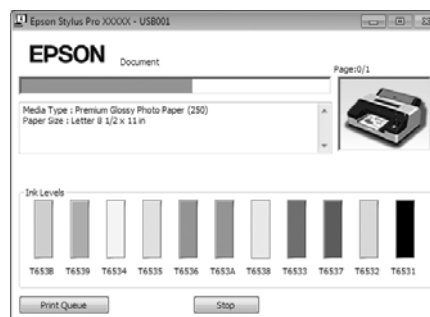 Epson Stylus Pro XXXXX - USB001
EPSON
Document
Page:0/1
Media Type : Premium Glossy Photo Paper (250)
Paper Size : Letter 8 1/2 x 11 in
Ink Levels
T653B T6539 T6534 T6535 T6536 T653A T6538 T6533 T6537 T6532 T6531
Print Queue
Stop